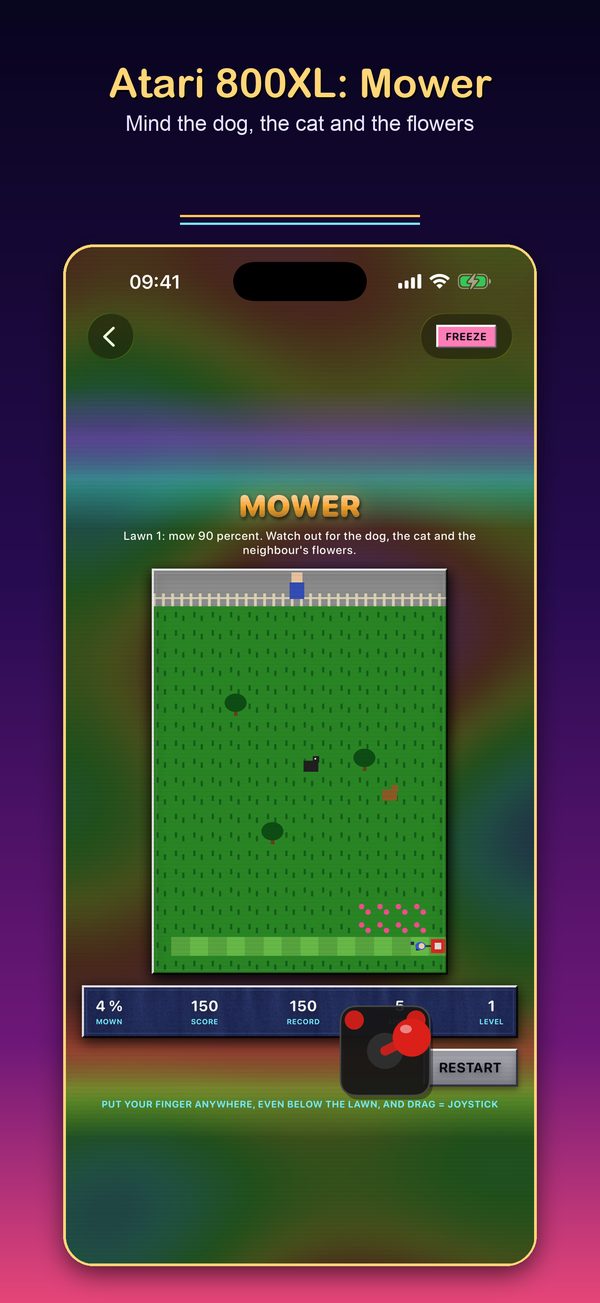 Atari 800XL: Mower
Mind the dog, the cat and the flowers
09:41
FREEZE
MOWER
Lawn 1: mow 90 percent. Watch out for the dog, the cat and the
neighbour's flowers.
4 % 150 150 5 1
MOWN SCORE RECORD LEVEL
RESTART
PUT YOUR FINGER ANYWHERE, EVEN BELOW THE LAWN, AND DRAG = JOYSTICK